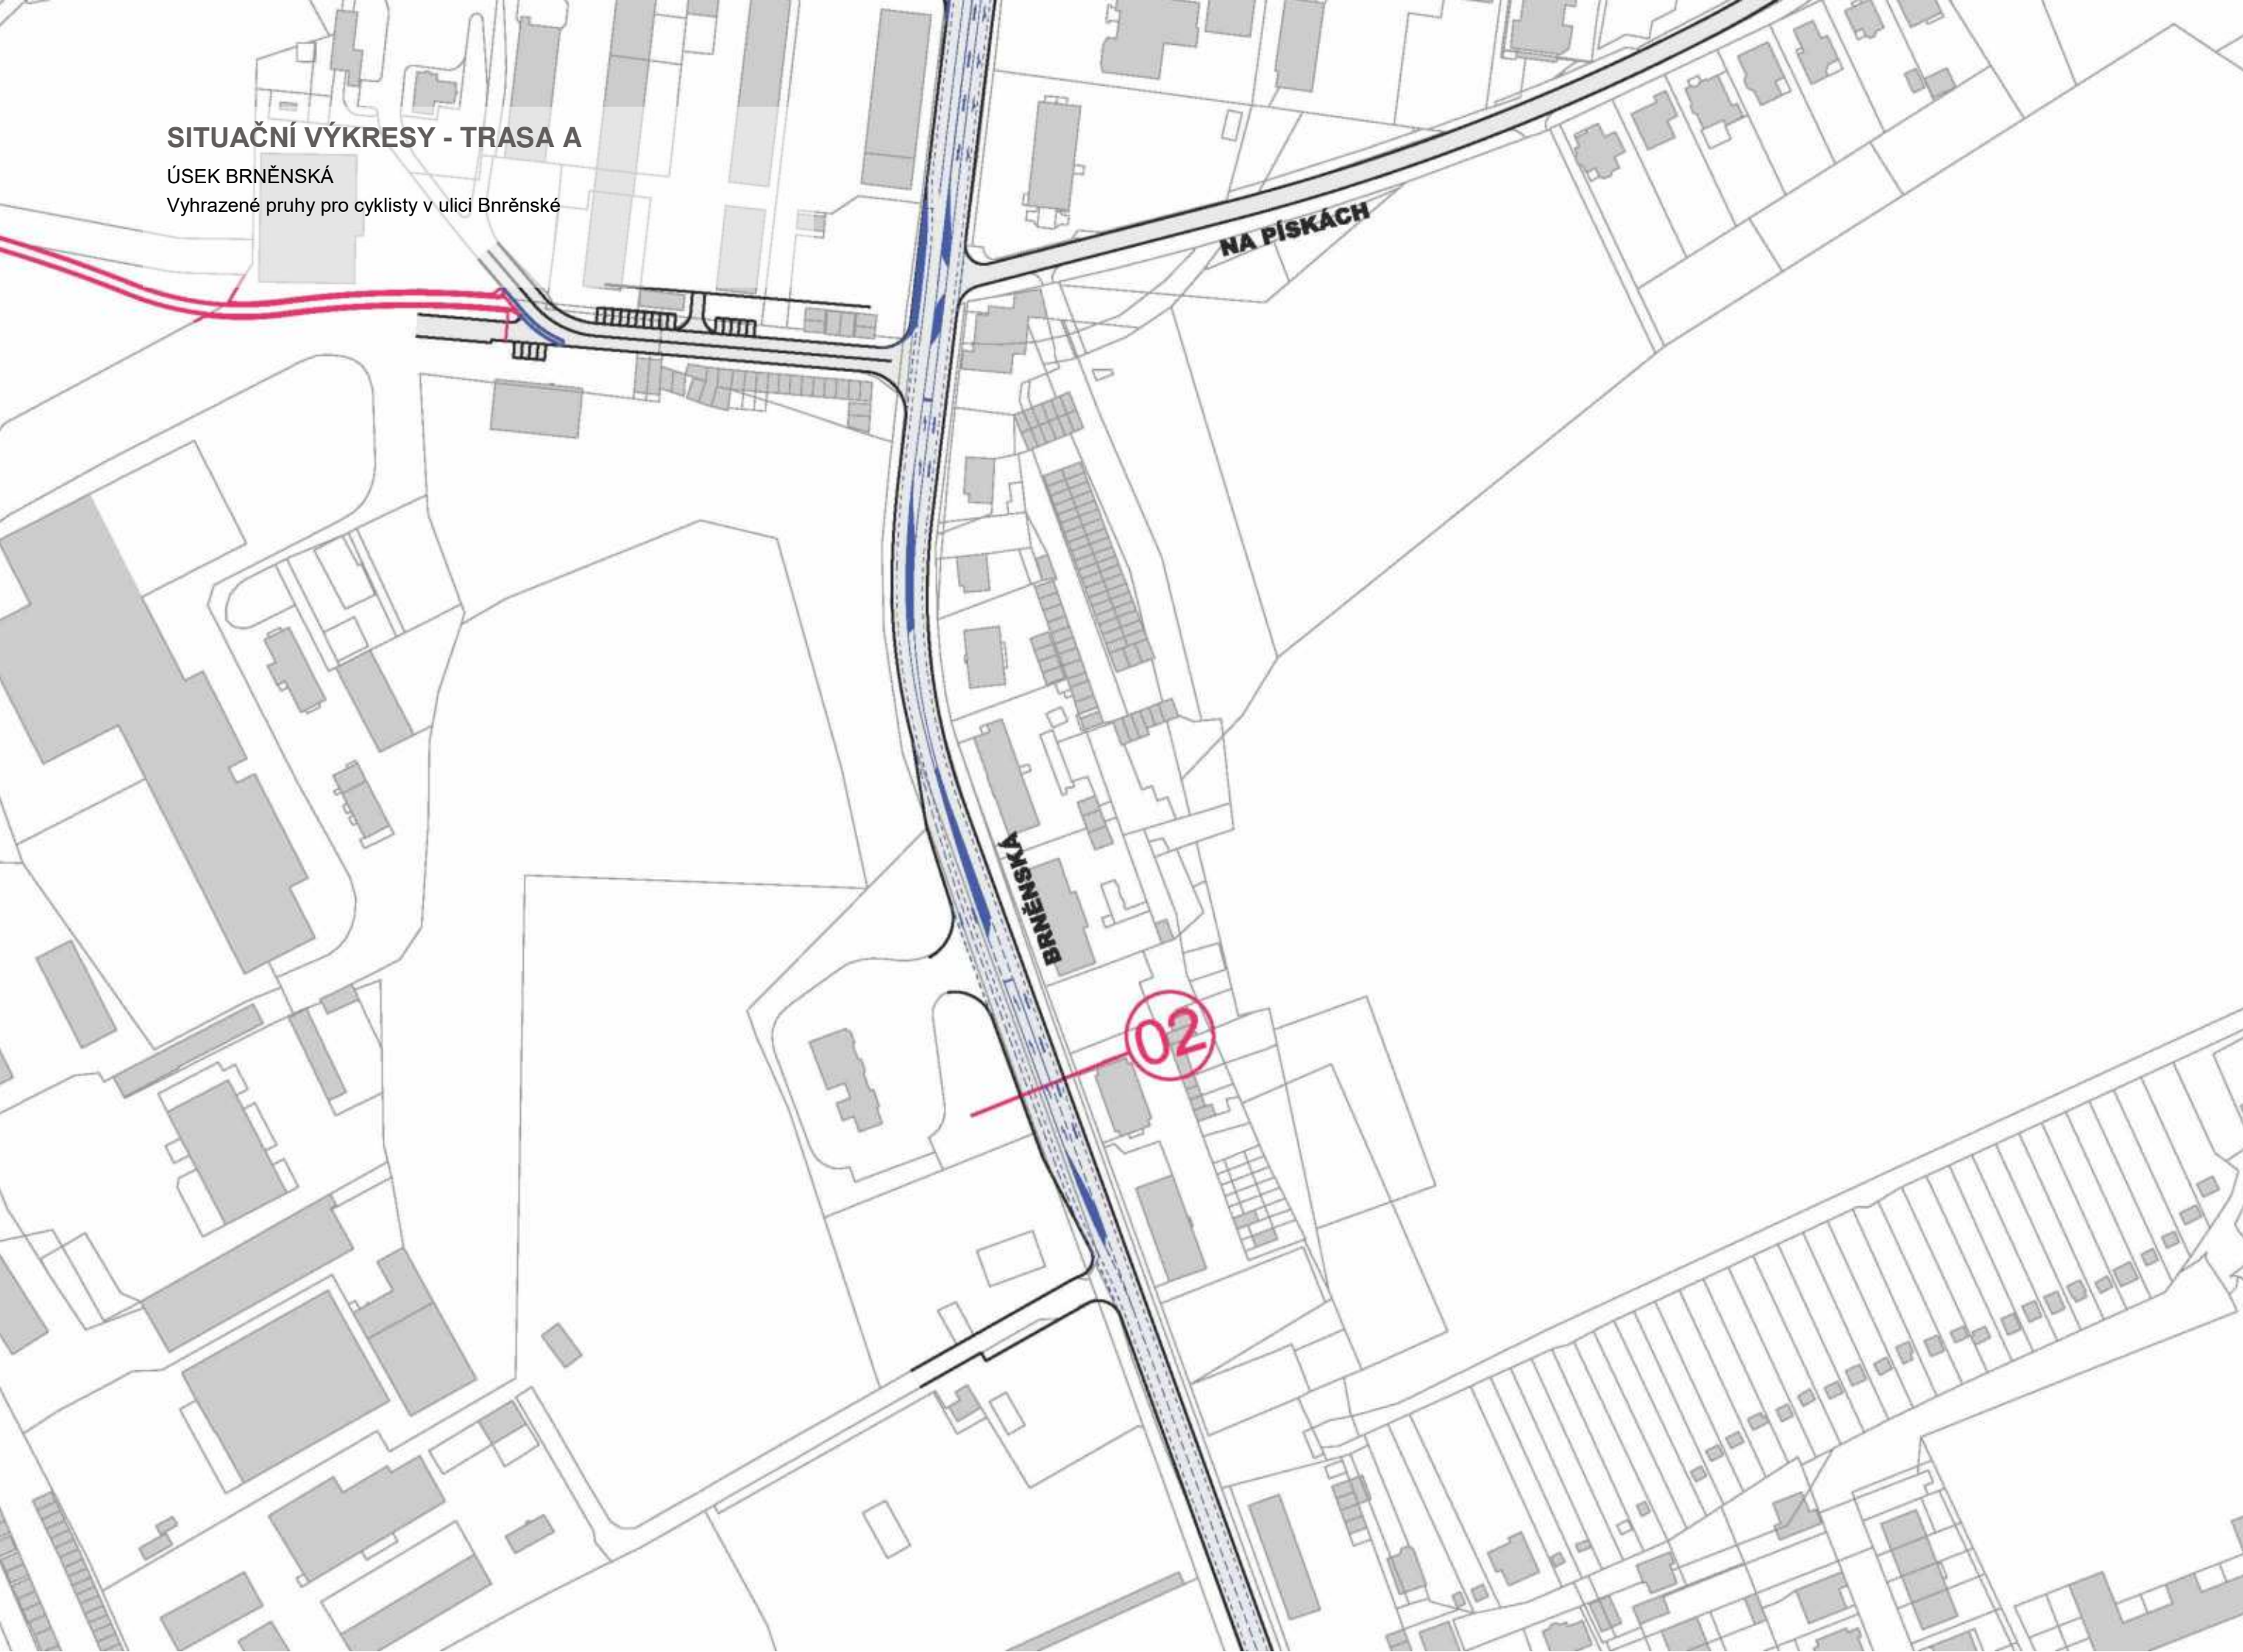 SITUAČNÍ VÝKRESY - TRASA A
ÚSEK BRNĚNSKÁ
Vyhrazené pruhy pro cyklisty v ulici Bnrěnské
NA PÍSKÁCH
BRNĚNSKÁ
02